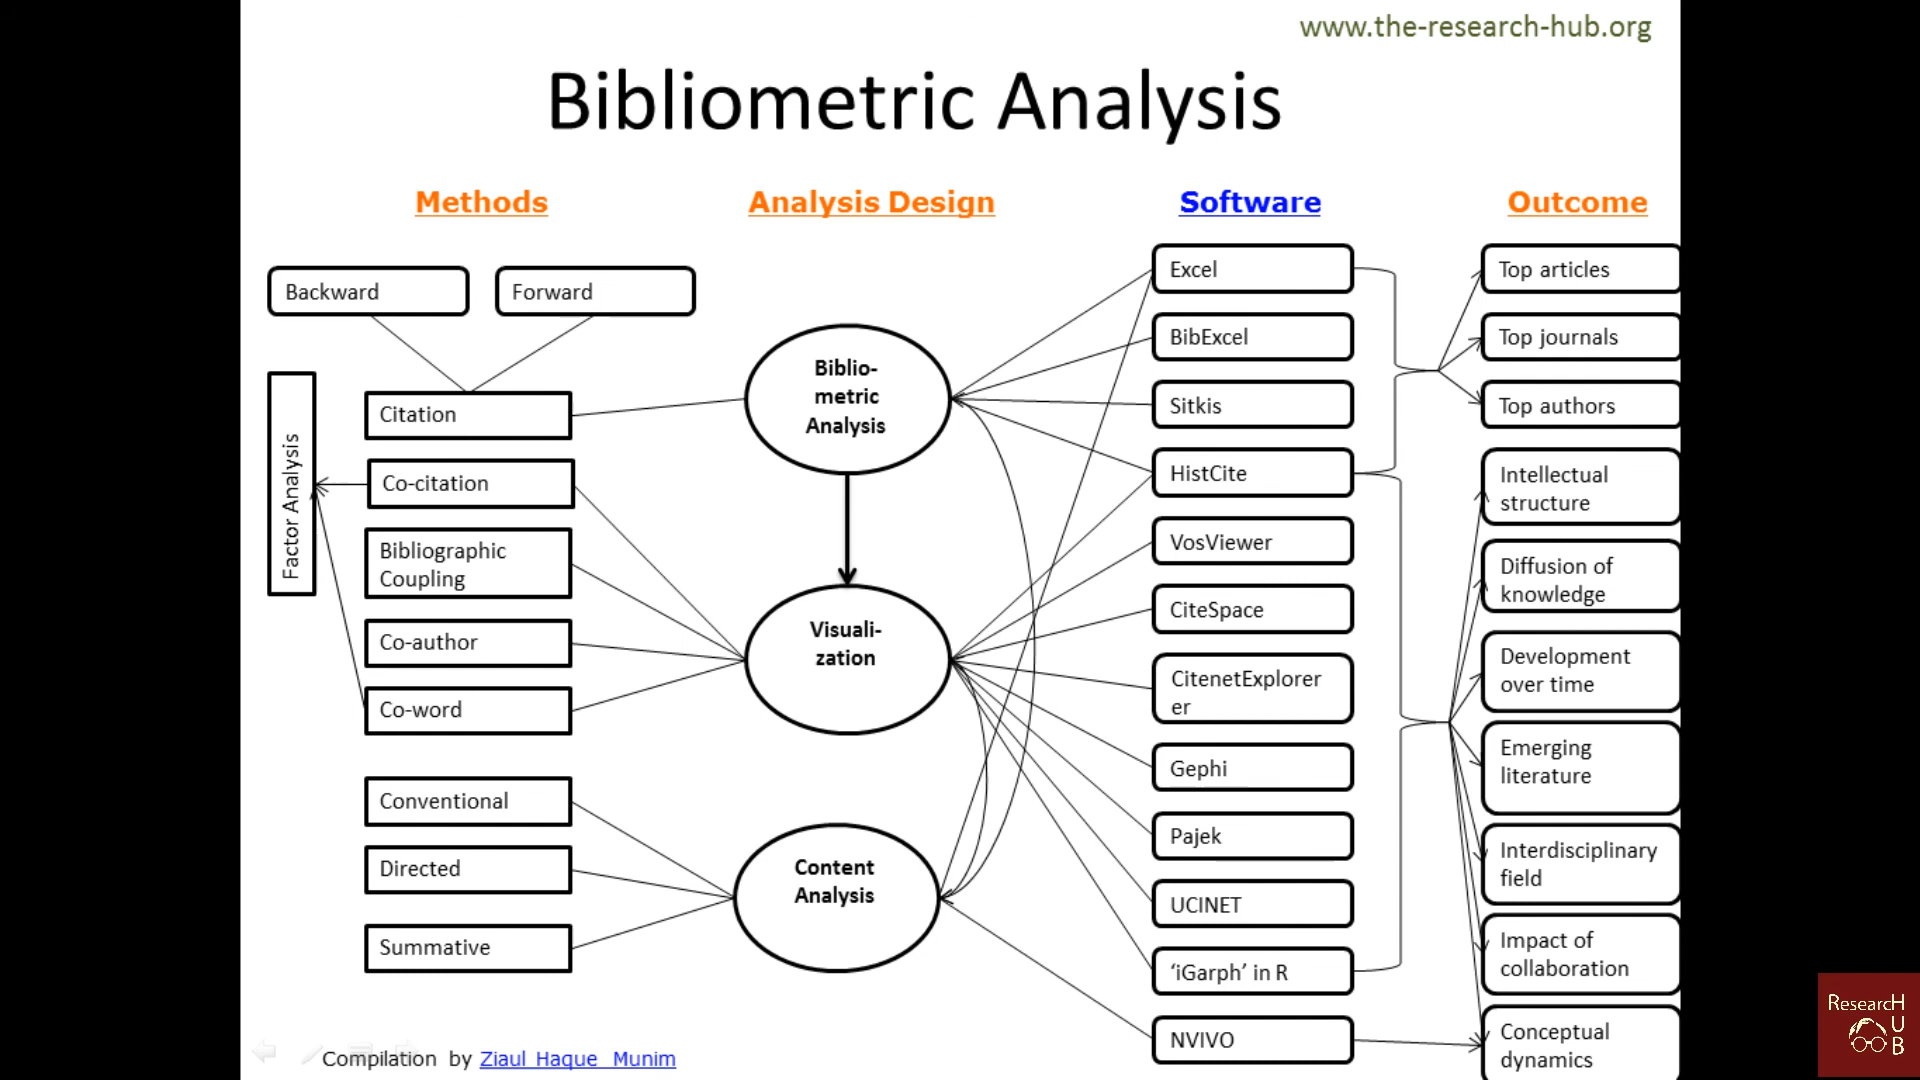 www.the-research-hub.org
Bibliometric Analysis
Methods
Analysis Design
Software
Outcome
Backward
Forward
Factor Analysis
Citation
Co-citation
Bibliographic
Coupling
Co-author
Co-word
Conventional
Directed
Summative
Biblio-
metric
Analysis
Visuali-
zation
Content
Analysis
Excel
BibExcel
Sitkis
HistCite
VosViewer
CiteSpace
CitenetExplorer
er
Gephi
Pajek
UCINET
‘iGarph’ in R
NVIVO
Top articles
Top journals
Top authors
Intellectual
structure
Diffusion of
knowledge
Development
over time
Emerging
literature
Interdisciplinary
field
Impact of
collaboration
Conceptual
dynamics
Compilation by Ziaul Haque Munim
ResearcH
U
B